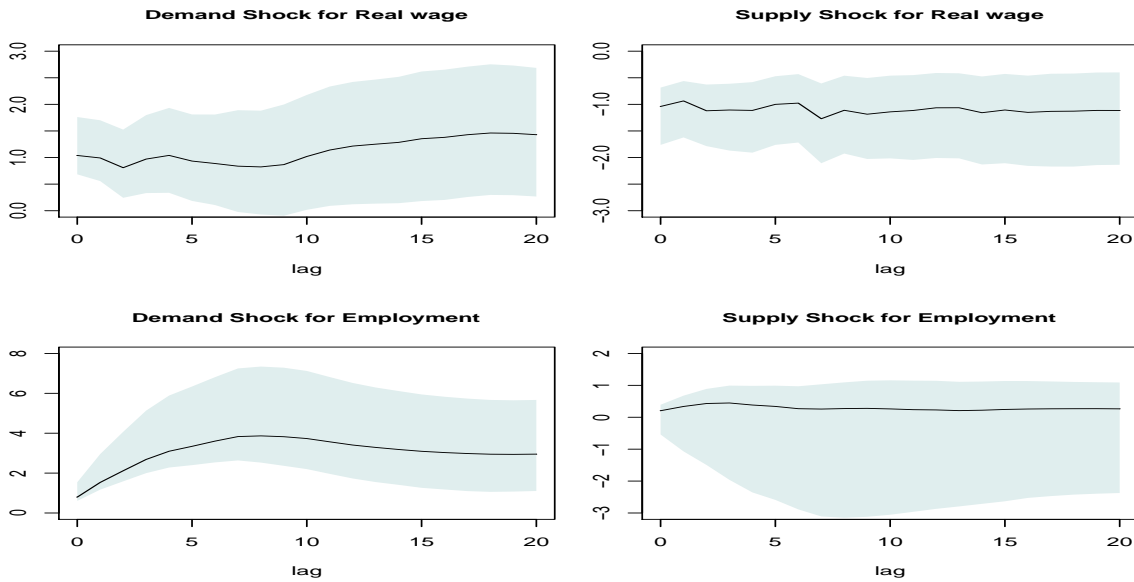 Demand Shock for Real wage
3.0
2.0
1.0
0.0
0 5 10 15 20
lag
Supply Shock for Real wage
0.0
−1.0
−2.0
−3.0
0 5 10 15 20
lag
Demand Shock for Employment
8
6
4
2
0
0 5 10 15 20
lag
Supply Shock for Employment
2
1
0
−1
−2
−3
0 5 10 15 20
lag